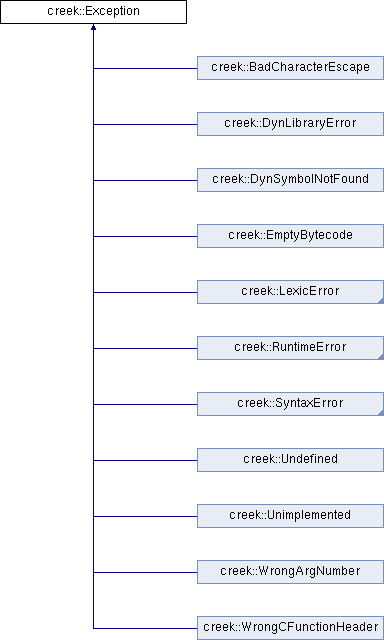 creek::Exception
creek::BadCharacterEscape
creek::DynLibraryError
creek::DynSymbolNotFound
creek::EmptyBytecode
creek::LexicError
creek::RuntimeError
creek::SyntaxError
creek::Undefined
creek::Unimplemented
creek::WrongArgNumber
creek::WrongCFunctionHeader